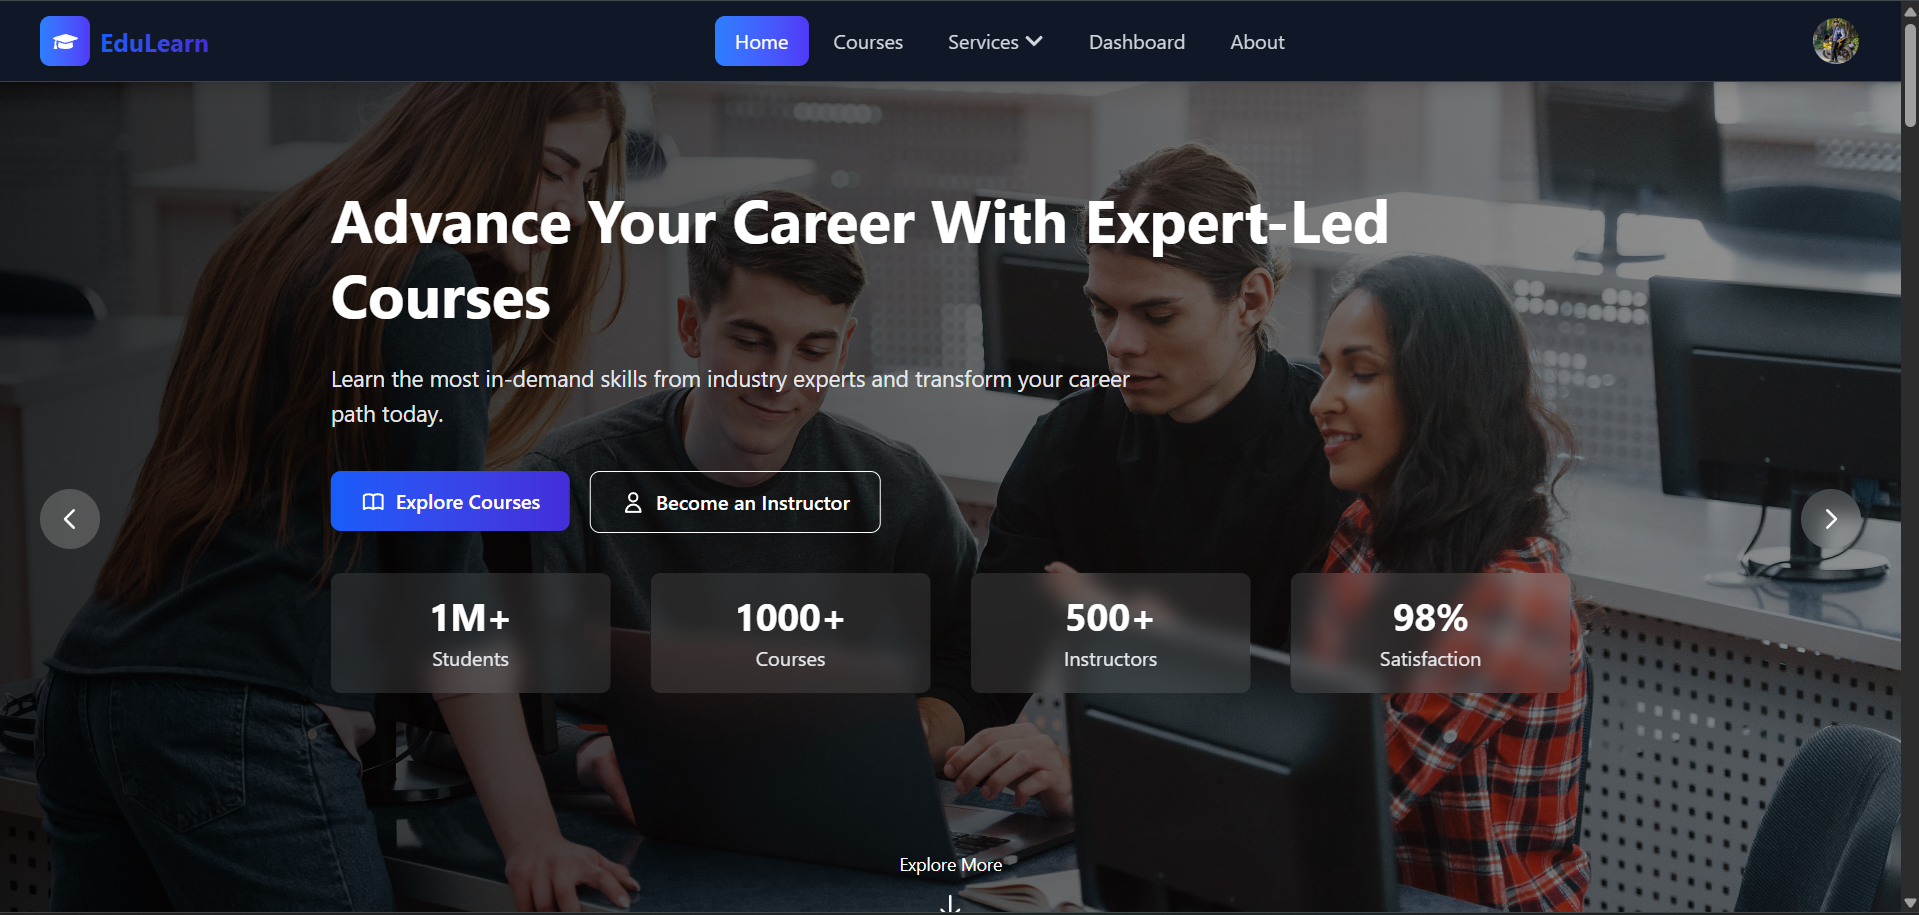 EduLearn
Home
Courses
Services
Dashboard
About
Advance Your Career With Expert-Led
Courses
Learn the most in-demand skills from industry experts and transform your career
path today.
Explore Courses
Become an Instructor
1M+
Students
1000+
Courses
500+
Instructors
98%
Satisfaction
Explore More